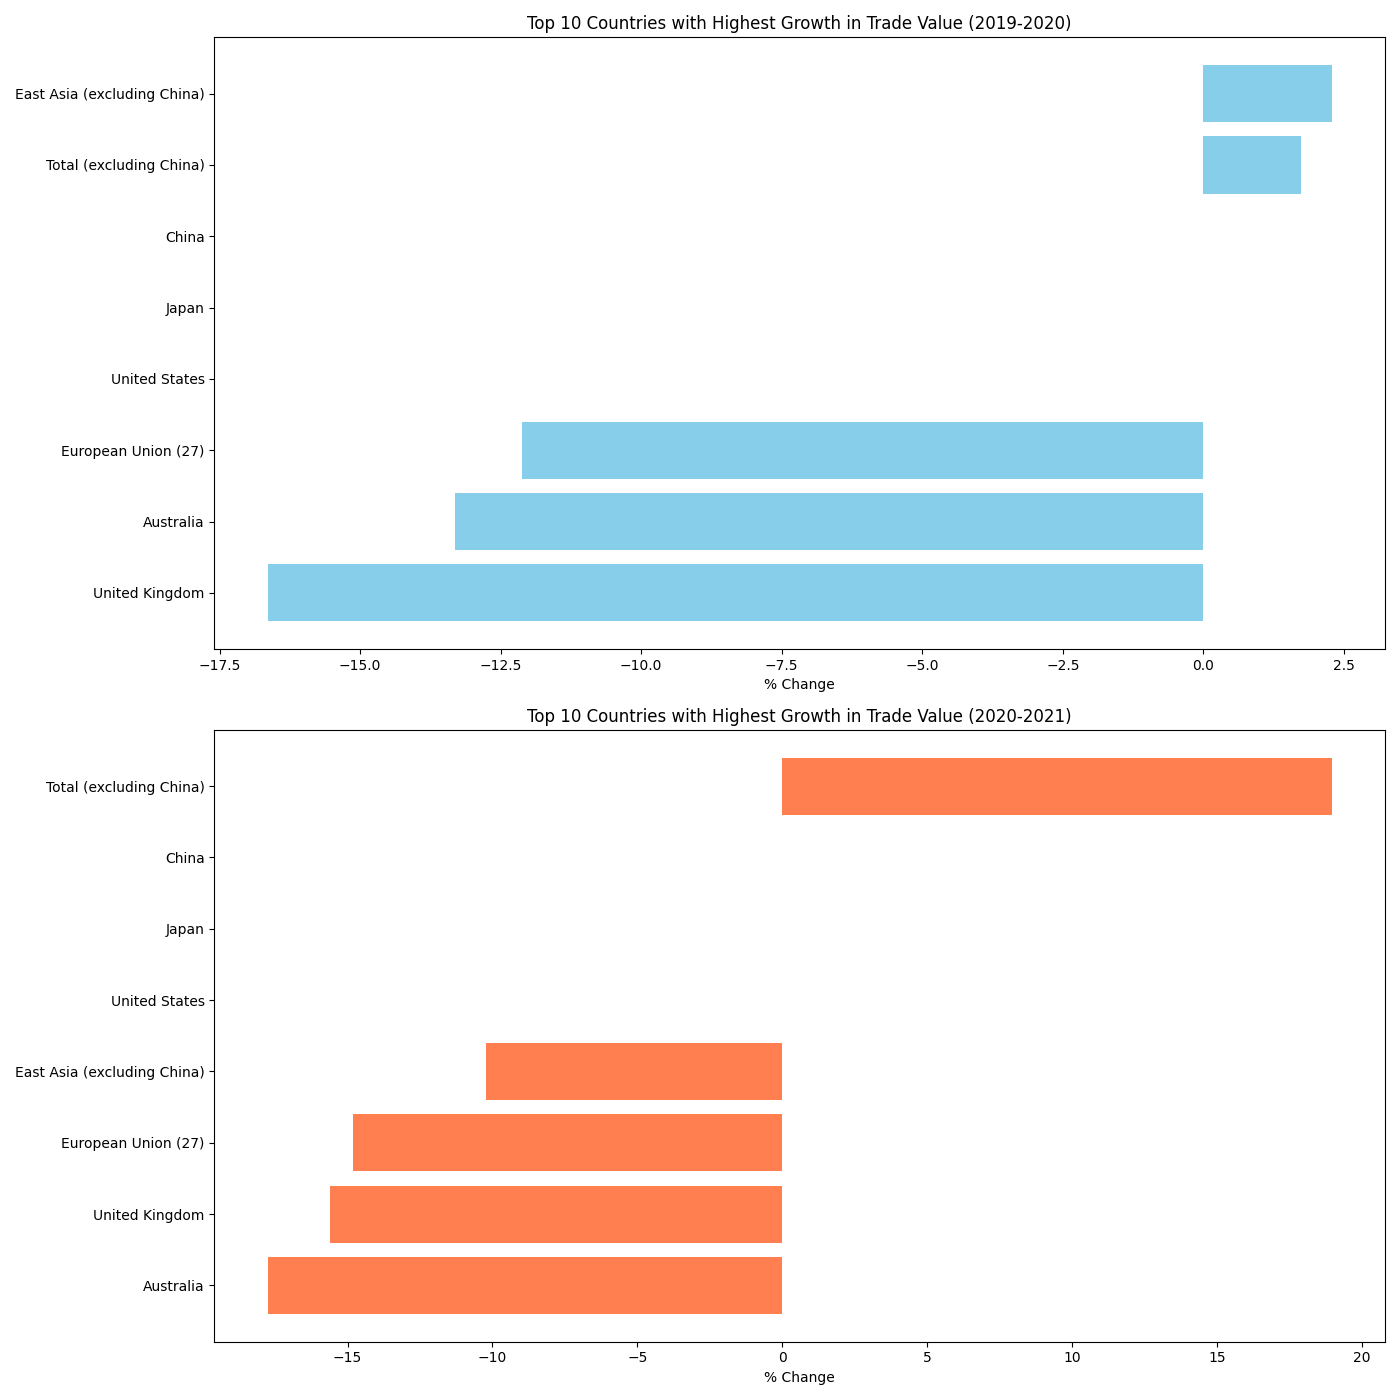 Top 10 Countries with Highest Growth in Trade Value (2019-2020)
East Asia (excluding China)
Total (excluding China)
China
Japan
United States
European Union (27)
Australia
United Kingdom
−17.5 −15.0 −12.5 −10.0 −7.5 −5.0 −2.5 0.0 2.5
% Change
Top 10 Countries with Highest Growth in Trade Value (2020-2021)
Total (excluding China)
China
Japan
United States
East Asia (excluding China)
European Union (27)
United Kingdom
Australia
−15 −10 −5 0 5 10 15 20
% Change